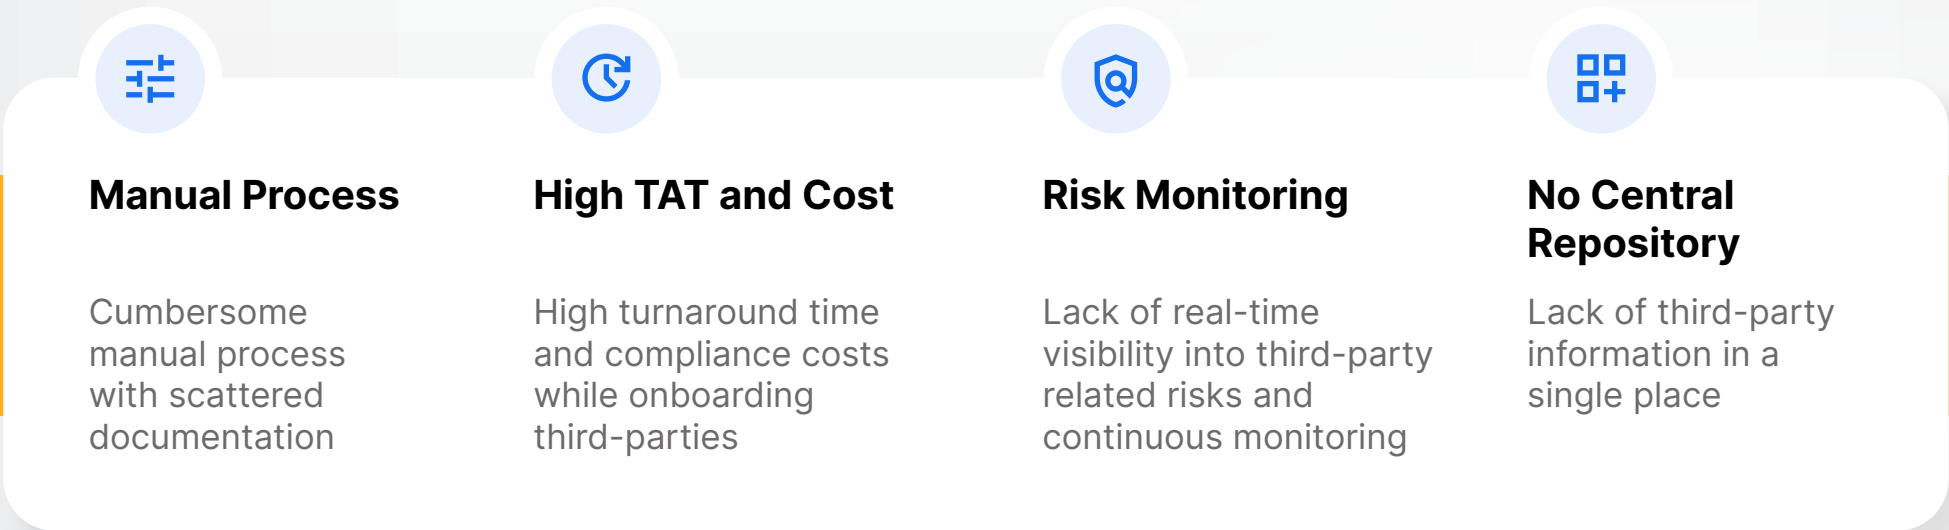 Manual Process
Cumbersome
manual process
with scattered
documentation
High TAT and Cost
High turnaround time
and compliance costs
while onboarding
third-parties
Risk Monitoring
Lack of real-time
visibility into third-party
related risks and
continuous monitoring
No Central
Repository
Lack of third-party
information in a
single place